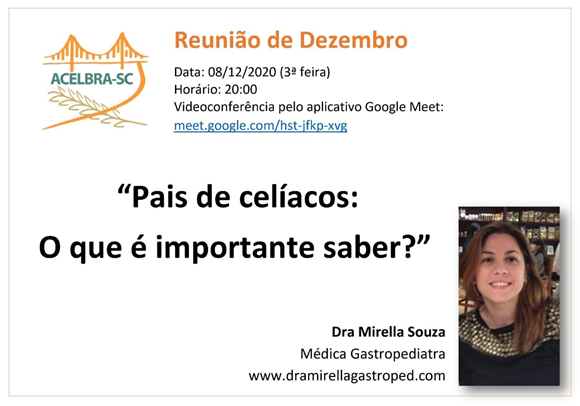 ACELBRA-SC
Reunião de Dezembro
Data: 08/12/2020 (3ª feira)
Horário: 20:00
Videoconferência pelo aplicativo Google Meet:
meet.google.com/hst-jfkp-xvg
“Pais de celíacos:
O que é importante saber?”
Dra Mirella Souza
Médica Gastropediatra
www.dramirellagastroped.com